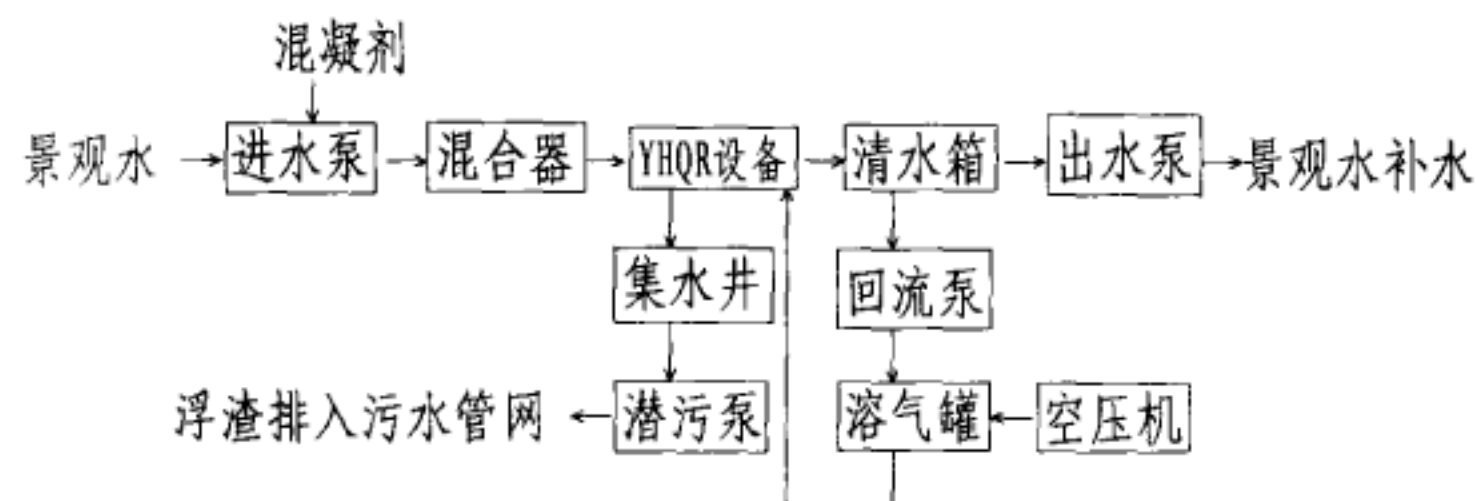 混凝剂
景观水 进水泵 混合器 YHQR设备 清水箱 出水泵 景观水补水
集水井 回流泵
浮渣排入污水管网 潜污泵 溶气罐 空压机